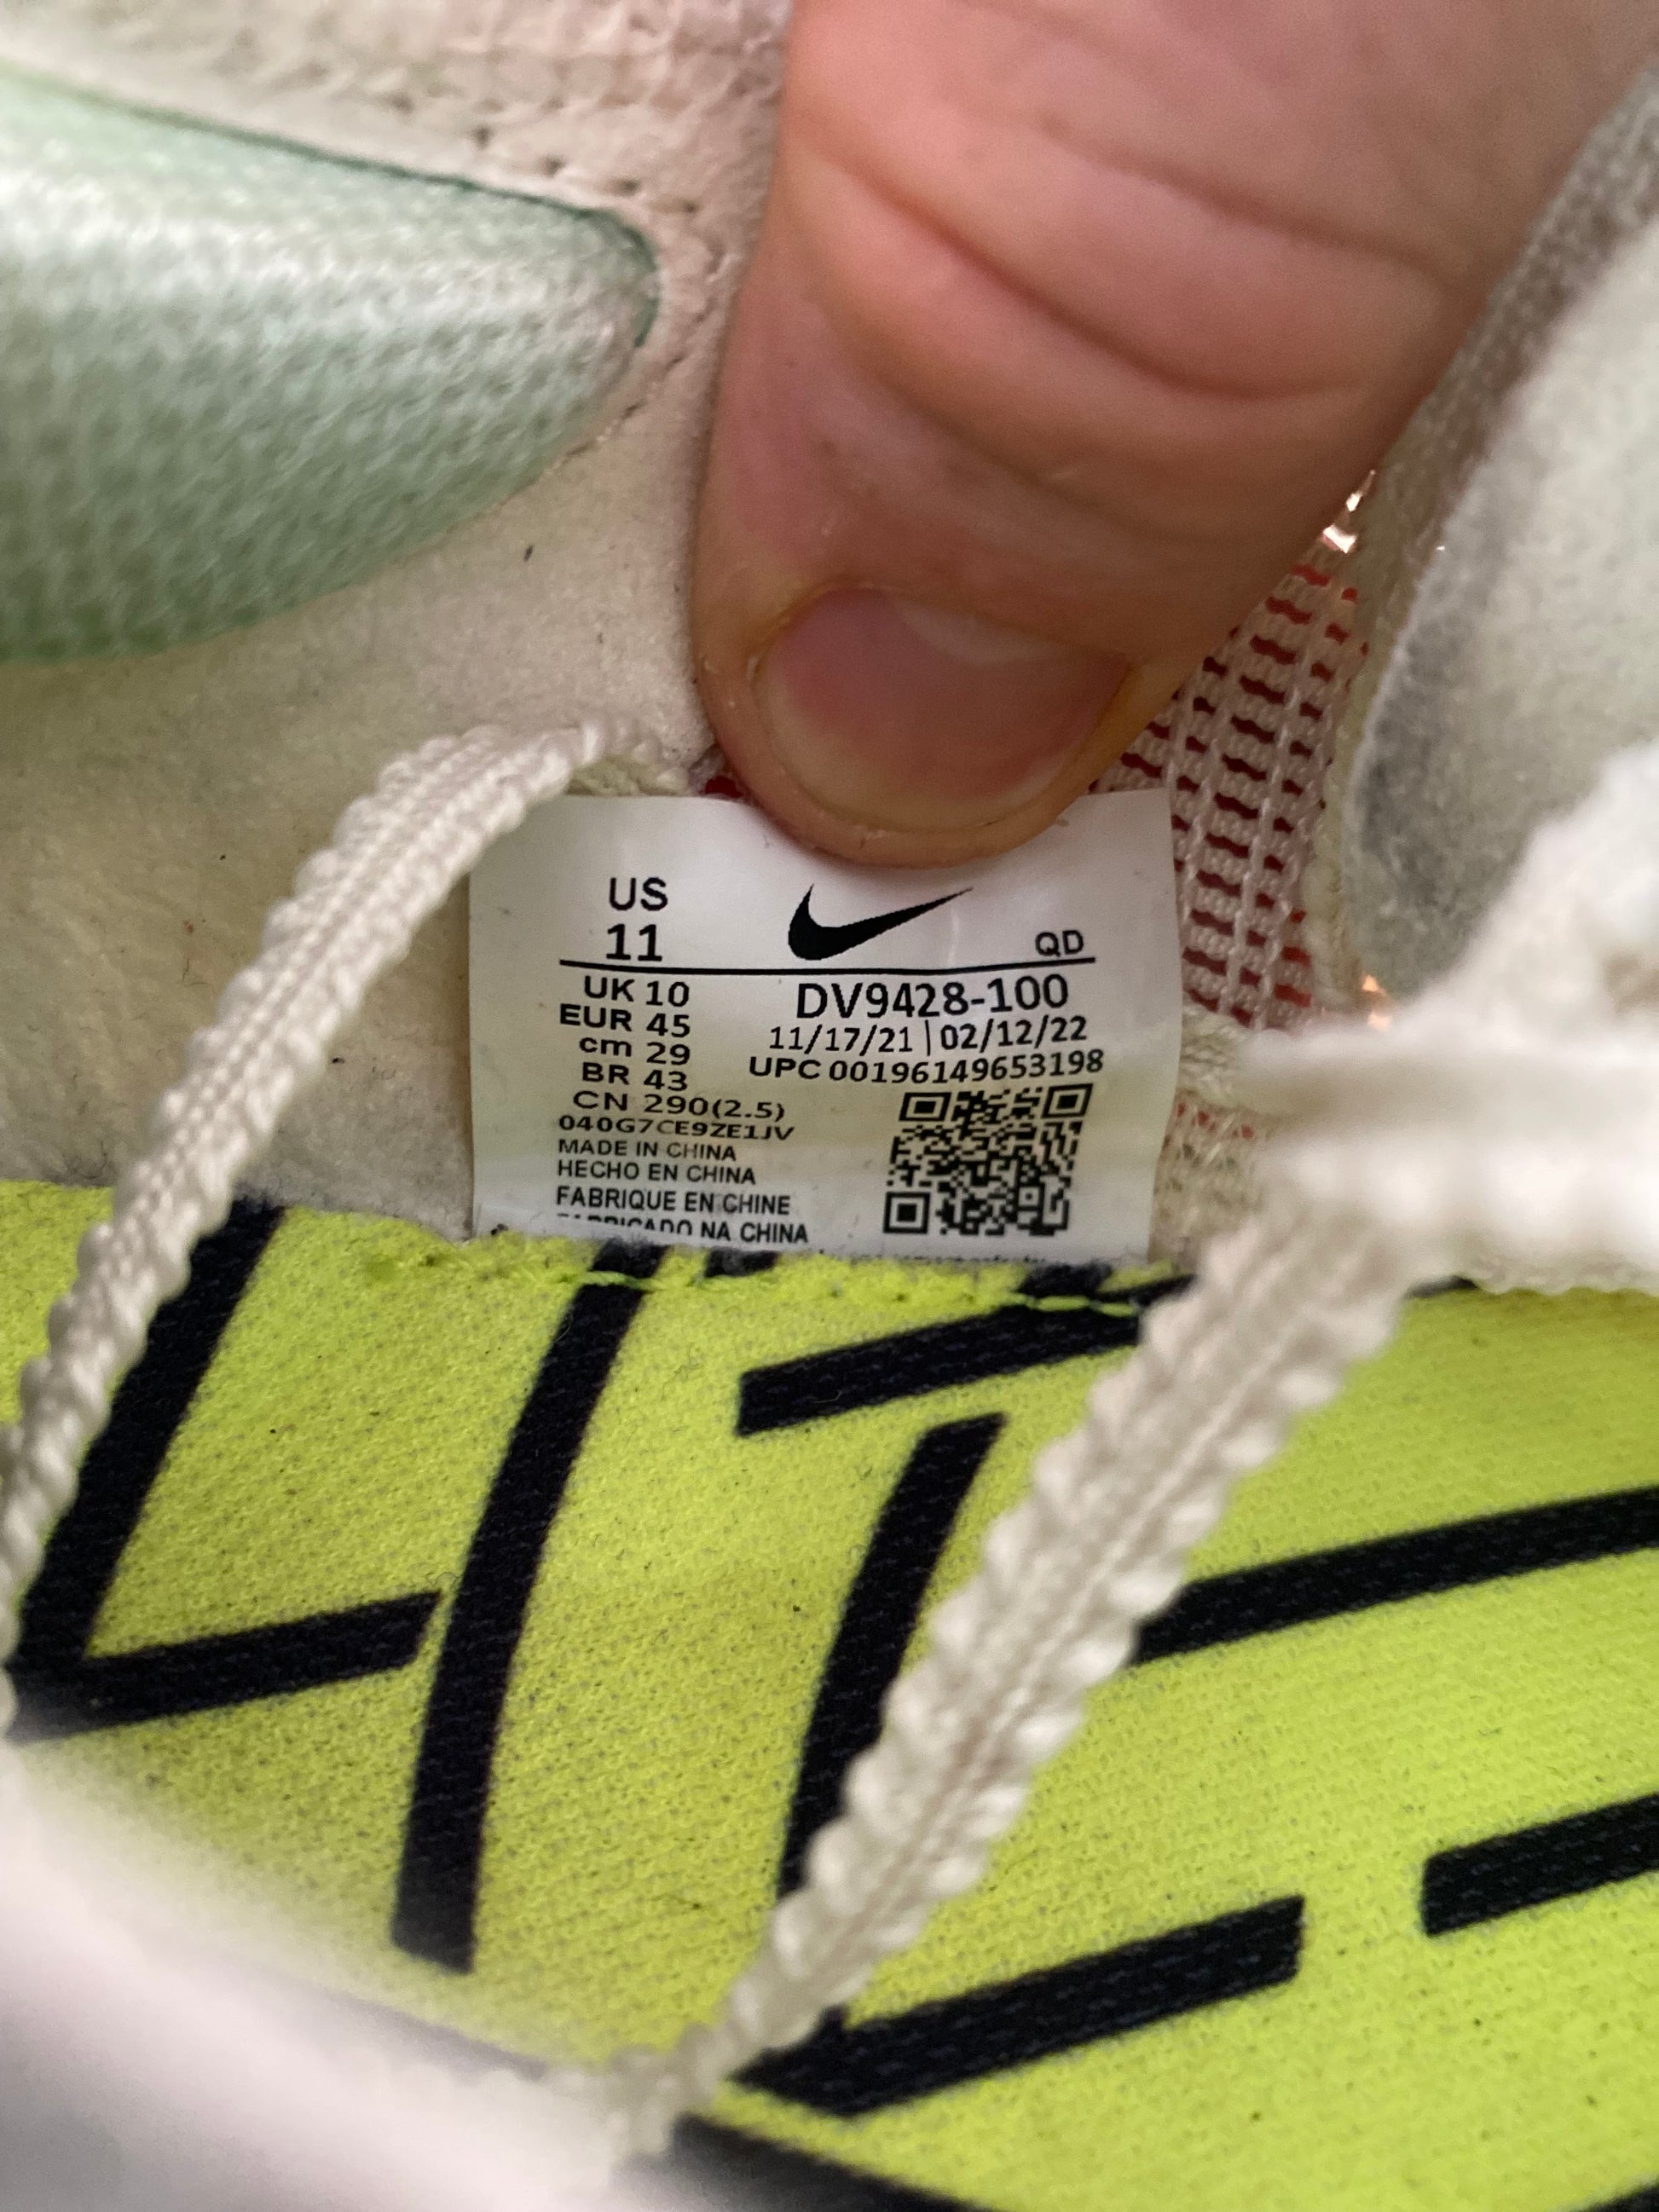 US
11
QD
UK 10
EUR 45
cm 29
BR 43
CN 290(2.5)
040G7CE9ZE1JV
MADE IN CHINA
HECHO EN CHINA
FABRIQUE EN CHINE
FABRICADO NA CHINA
DV9428-100
11/17/21 | 02/12/22
UPC 00196149653198